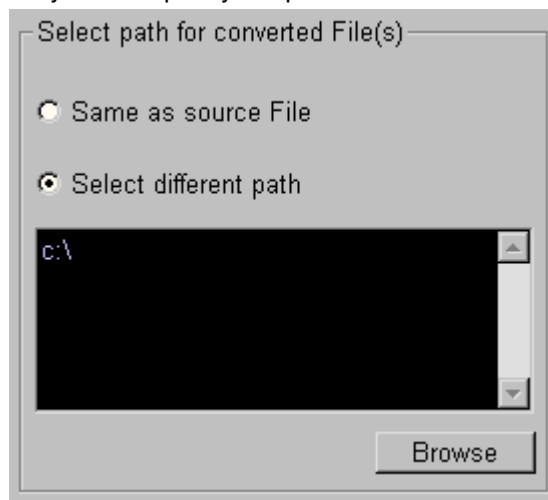 Select path for converted File(s)
Same as source File
Select different path
c:\
Browse